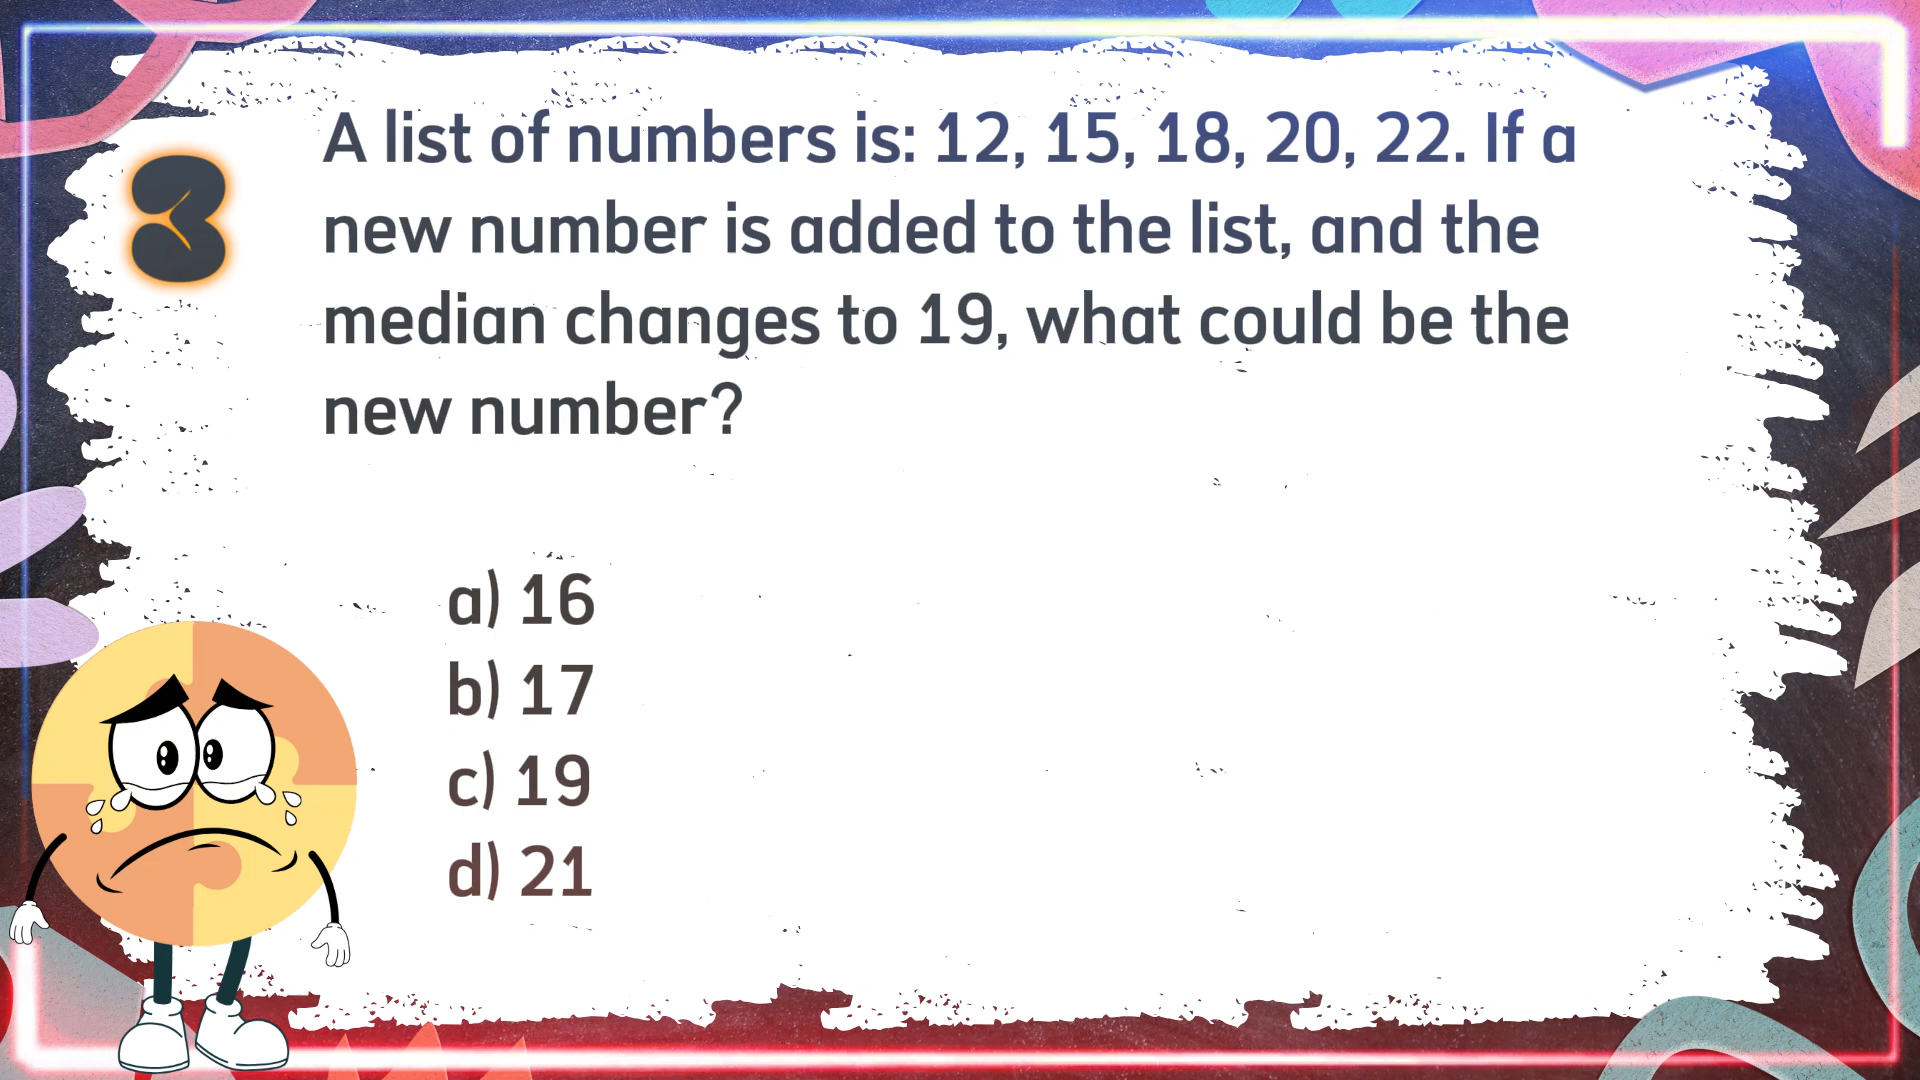 3
A list of numbers is: 12, 15, 18, 20, 22. If a
new number is added to the list, and the
median changes to 19, what could be the
new number?
a) 16
b) 17
c) 19
d) 21